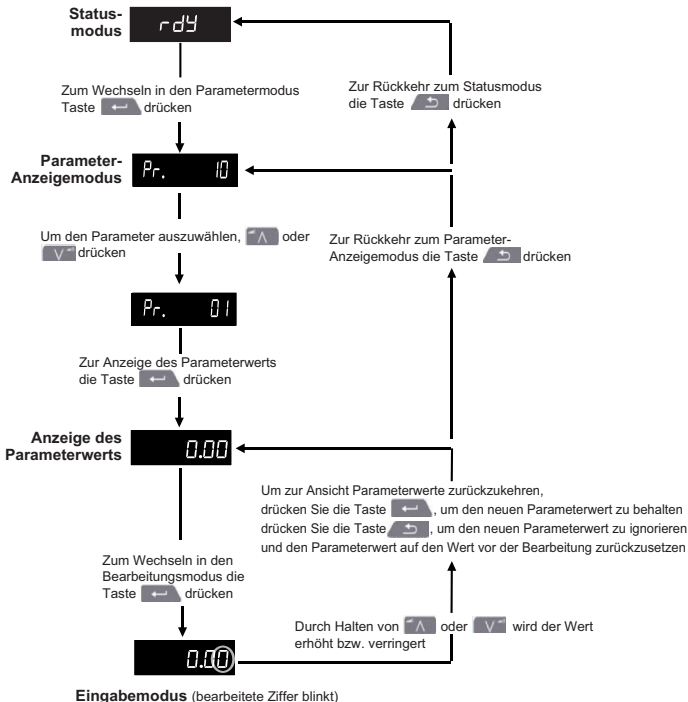 Status-
modus
rdy
Zum Wechseln in den Parametermodus
Taste drücken
Zur Rückkehr zum Statusmodus
die Taste drücken
Parameter-
Anzeigemodus
Pr. 10
Um den Parameter auszuwählen, oder
drücken
Zur Rückkehr zum Parameter-
Anzeigemodus die Taste drücken
Pr. 01
Zur Anzeige des Parameterwerts
die Taste drücken
Anzeige des
Parameterwerts
0.00
Um zur Ansicht Parameterwerte zurückzukehren,
drücken Sie die Taste , um den neuen Parameterwert zu behalten
drücken Sie die Taste , um den neuen Parameterwert zu ignorieren
und den Parameterwert auf den Wert vor der Bearbeitung zurückzusetzen
Zum Wechseln in den
Bearbeitungsmodus die
Taste drücken
Durch Halten von oder wird der Wert
erhöht bzw. verringert
0.00
Eingabemodus (bearbeitete Ziffer blinkt)